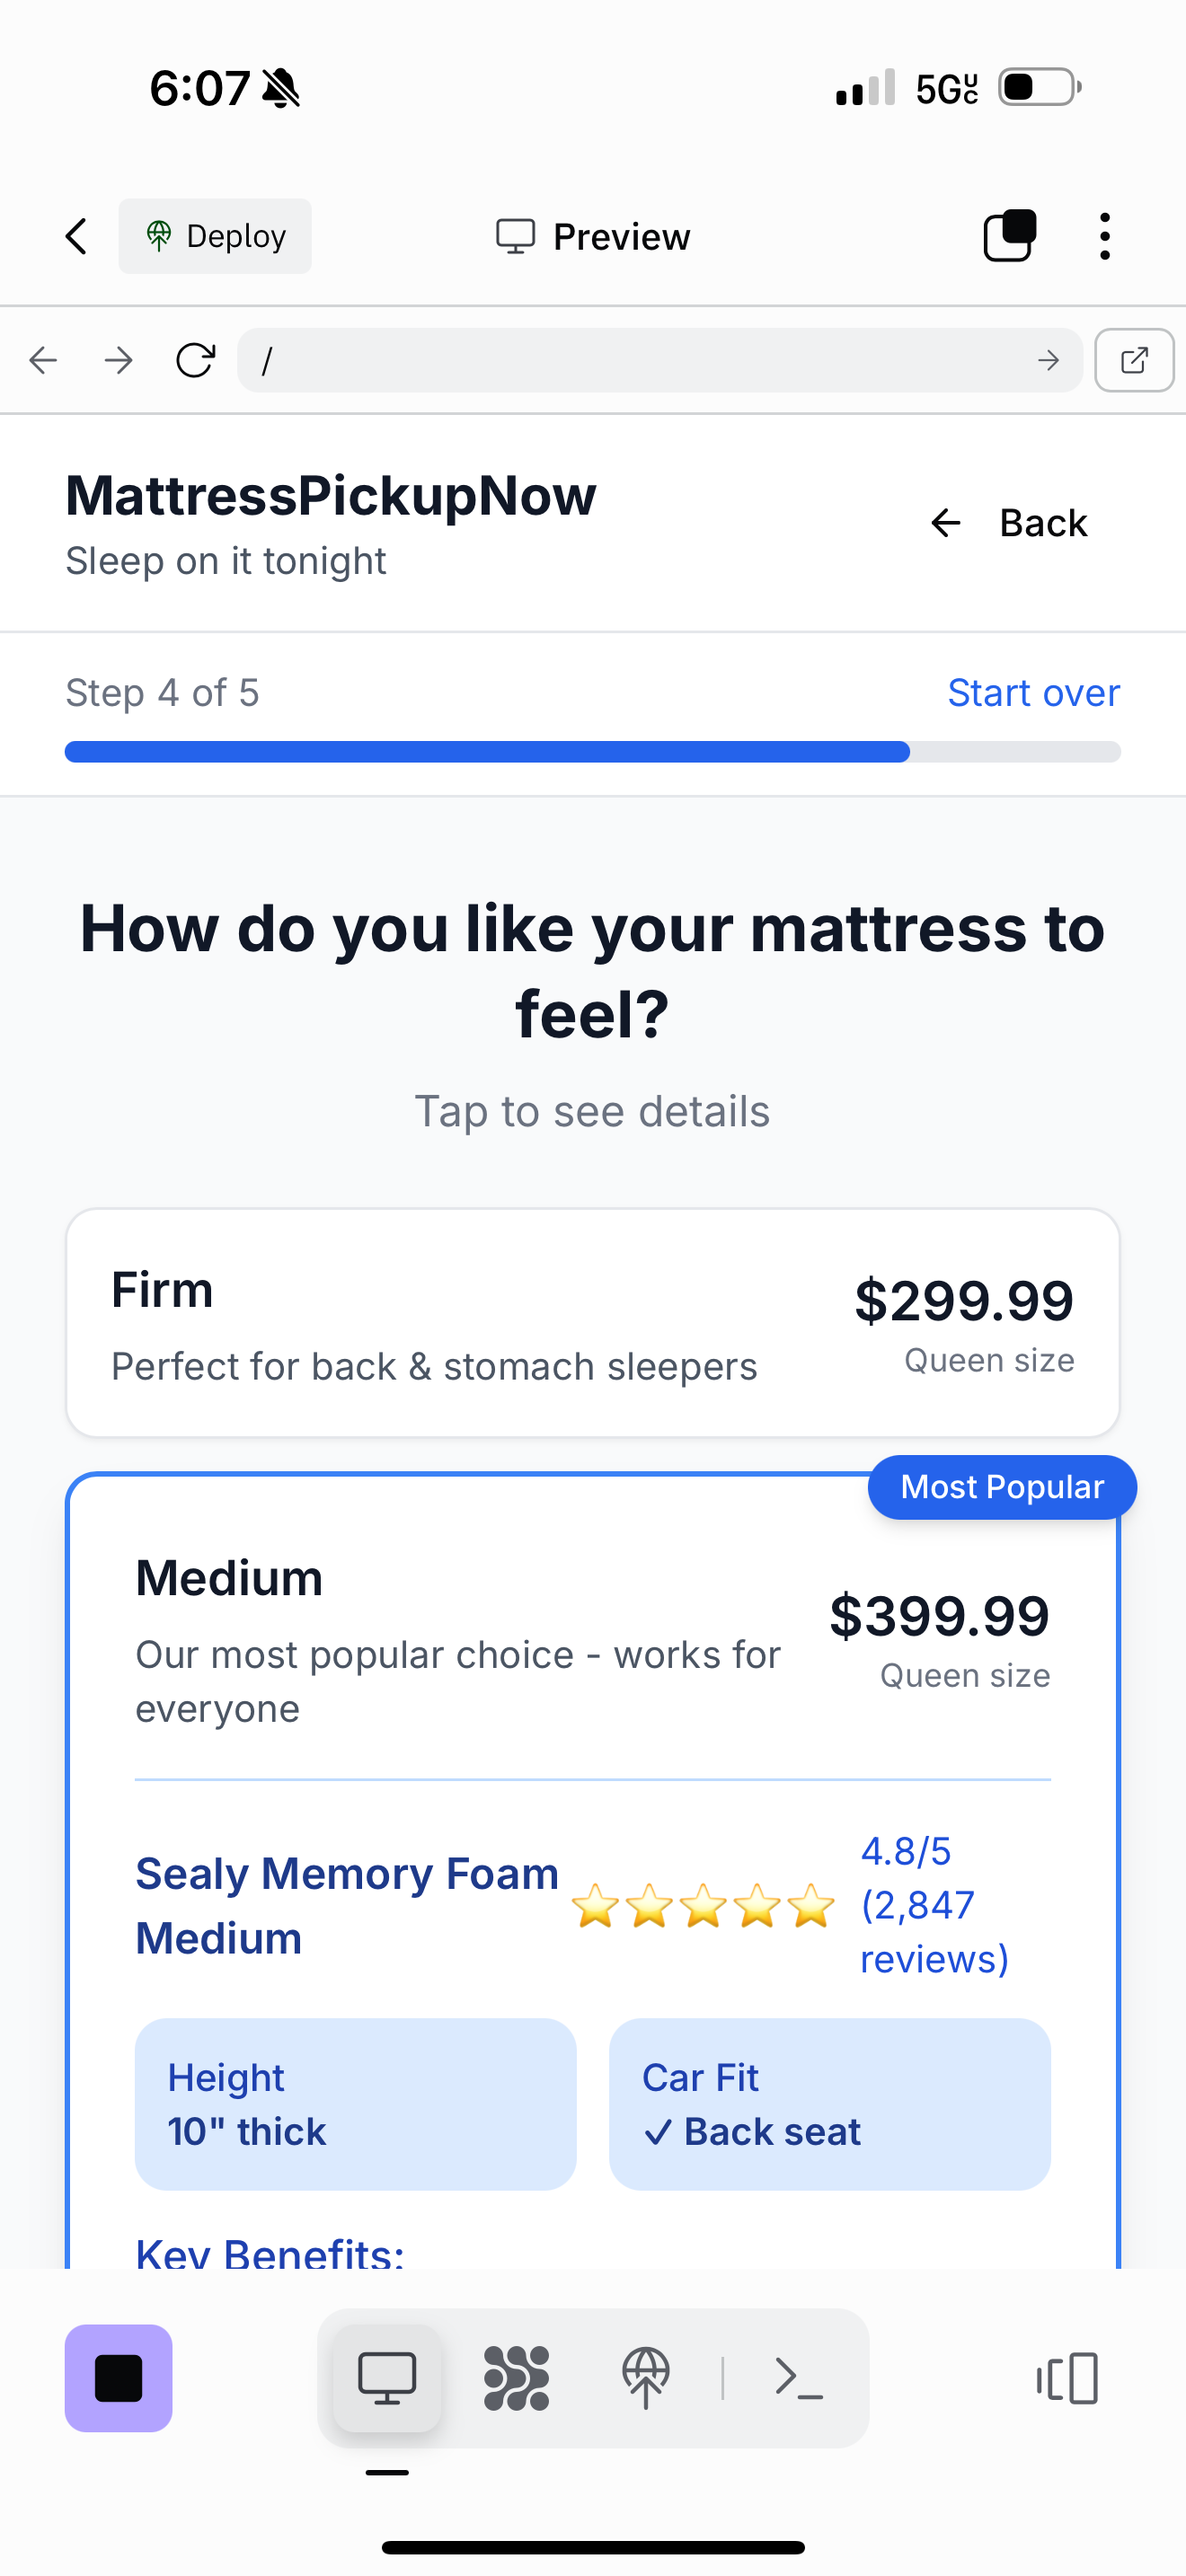 6:07
5G UC
Deploy
Preview
/
MattressPickupNow
Sleep on it tonight
Back
Step 4 of 5
Start over
How do you like your mattress to
feel?
Tap to see details
Firm
$299.99
Perfect for back & stomach sleepers
Queen size
Most Popular
Medium
$399.99
Our most popular choice - works for
everyone
Queen size
Sealy Memory Foam
Medium
4.8/5
(2,847
reviews)
Height
10" thick
Car Fit
✓ Back seat
Key Benefits: